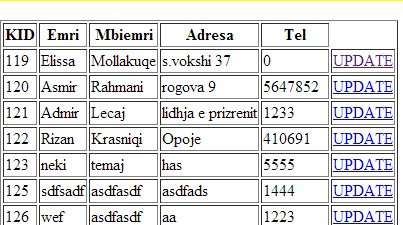 KID Emri Mbiemri Adresa Tel
119 Elissa Mollakuqe s.vokshi 37 0 UPDATE
120 Asmir Rahmani rogova 9 5647852 UPDATE
121 Admir Lecaj lidhja e prizrenit 1233 UPDATE
122 Rizan Krasniqi Opoje 410691 UPDATE
123 neki temaj has 5555 UPDATE
125 sdfsadf asdfasdf asdfads 1444 UPDATE
126 wef asdfasdf aa 1223 UPDATE